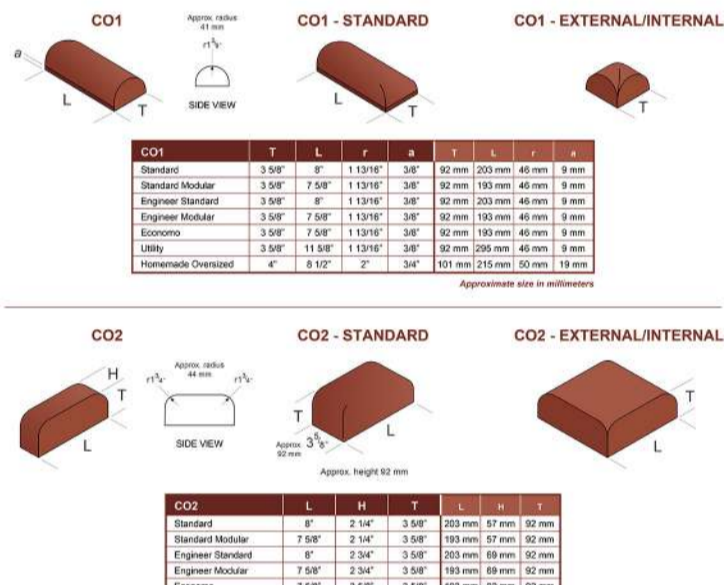 CO1
Approx. radius
41 mm
CO1 - STANDARD
CO1 - EXTERNAL/INTERNAL
a
L
T
SIDE VIEW
L
T
T
CO1 T L r a T L r a
Standard 3 5/8" 8" 1 13/16" 3/8" 92 mm 203 mm 46 mm 9 mm
Standard Modular 3 5/8" 7 5/8" 1 13/16" 3/8" 92 mm 193 mm 46 mm 9 mm
Engineer Standard 3 5/8" 8" 1 13/16" 3/8" 92 mm 203 mm 46 mm 9 mm
Engineer Modular 3 5/8" 7 5/8" 1 13/16" 3/8" 92 mm 193 mm 46 mm 9 mm
Economo 3 5/8" 7 5/8" 1 13/16" 3/8" 92 mm 193 mm 46 mm 9 mm
Utility 3 5/8" 11 5/8" 1 13/16" 3/8" 92 mm 295 mm 46 mm 9 mm
Homemade Oversized 4" 8 1/2" 2" 3/4" 101 mm 215 mm 50 mm 19 mm
Approximate size in millimeters
CO2
CO2 - STANDARD
CO2 - EXTERNAL/INTERNAL
H
T
L
Approx. radius
44 mm
r1 3/4"
r1 3/4"
SIDE VIEW
T
L
Approx. 3 5/8"
92 mm
Approx. height 92 mm
T
L
CO2 L H T L H T
Standard 8" 2 1/4" 3 5/8" 203 mm 57 mm 92 mm
Standard Modular 7 5/8" 2 1/4" 3 5/8" 193 mm 57 mm 92 mm
Engineer Standard 8" 2 3/4" 3 5/8" 203 mm 69 mm 92 mm
Engineer Modular 7 5/8" 2 3/4" 3 5/8" 193 mm 69 mm 92 mm